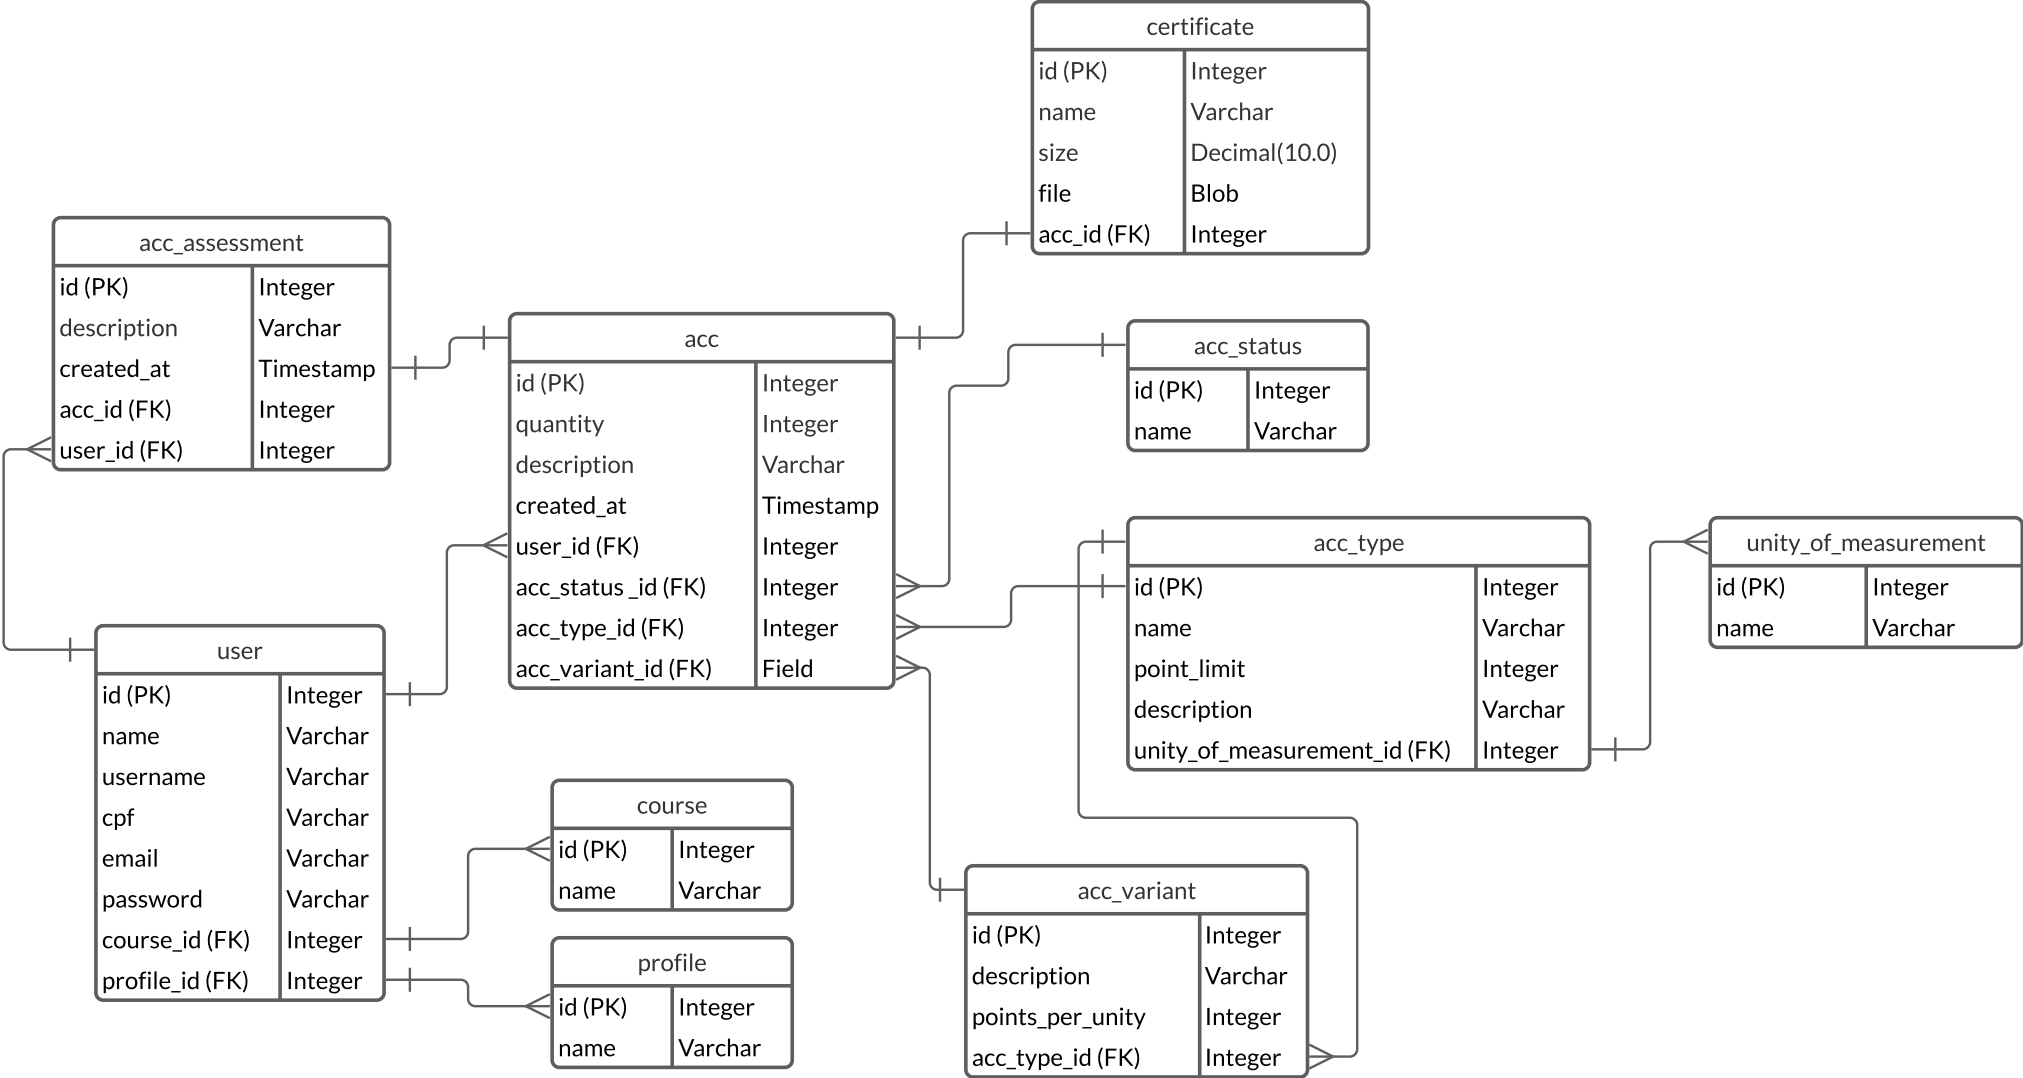 certificate
id (PK) Integer
name Varchar
size Decimal(10.0)
file Blob
acc_id (FK) Integer
acc_assessment
id (PK) Integer
description Varchar
created_at Timestamp
acc_id (FK) Integer
user_id (FK) Integer
acc
id (PK) Integer
quantity Integer
description Varchar
created_at Timestamp
user_id (FK) Integer
acc_status _id (FK) Integer
acc_type_id (FK) Integer
acc_variant_id (FK) Field
acc_status
id (PK) Integer
name Varchar
acc_type
id (PK) Integer
name Varchar
point_limit Integer
description Varchar
unity_of_measurement_id (FK) Integer
unity_of_measurement
id (PK) Integer
name Varchar
user
id (PK) Integer
name Varchar
username Varchar
cpf Varchar
email Varchar
password Varchar
course_id (FK) Integer
profile_id (FK) Integer
course
id (PK) Integer
name Varchar
profile
id (PK) Integer
name Varchar
acc_variant
id (PK) Integer
description Varchar
points_per_unity Integer
acc_type_id (FK) Integer